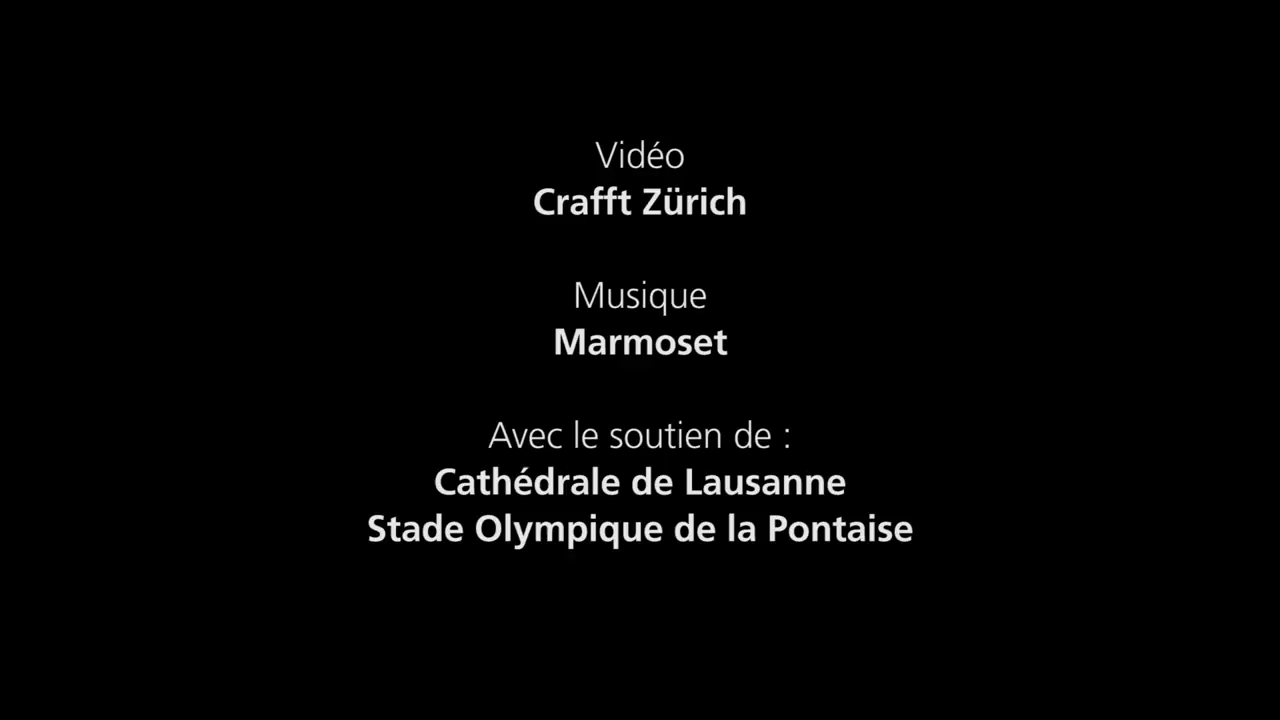 Vidéo
Crafft Zürich
Musique
Marmoset
Avec le soutien de :
Cathédrale de Lausanne
Stade Olympique de la Pontaise